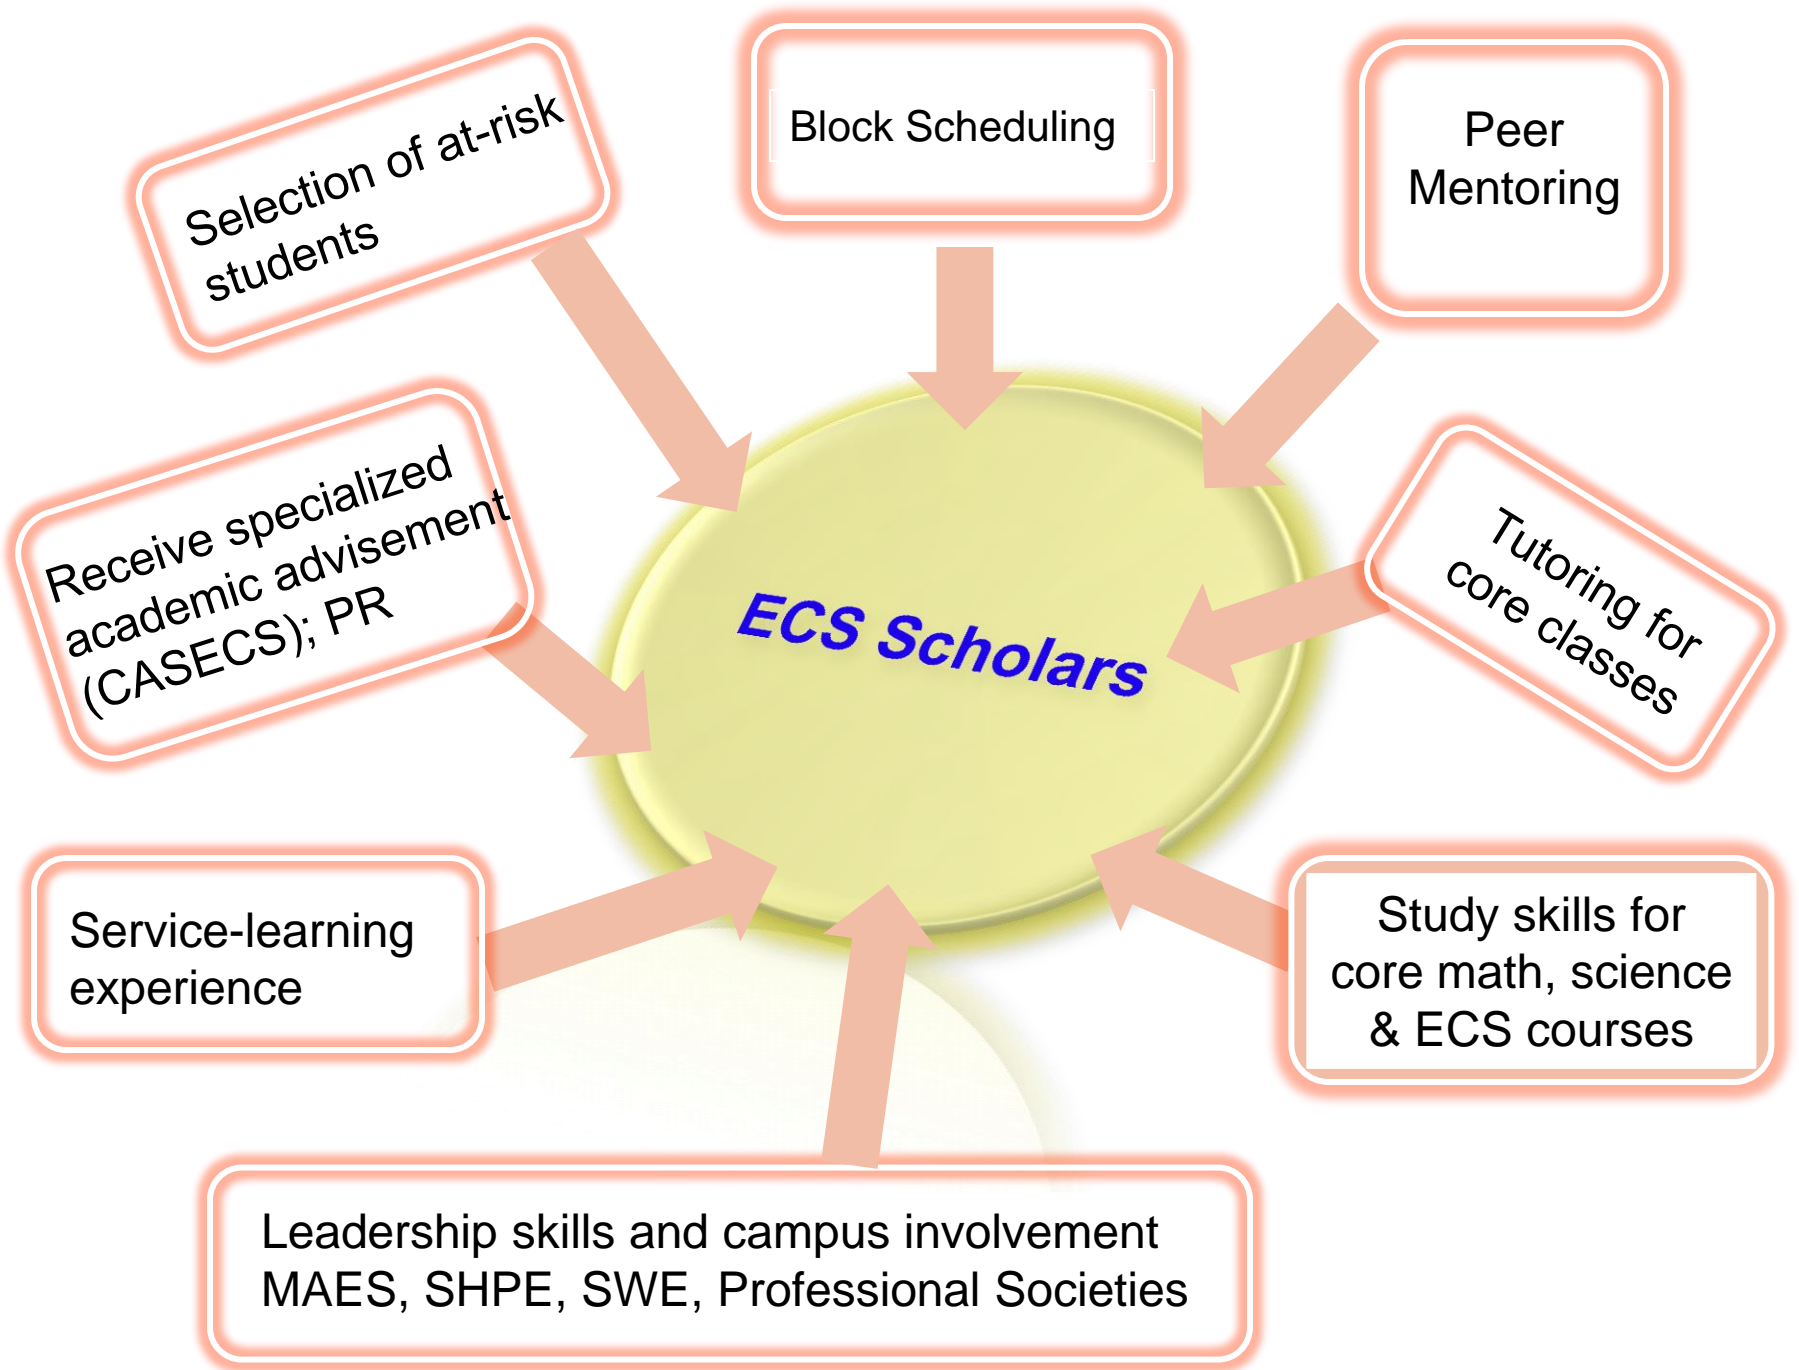 Selection of at-risk
students
Block Scheduling
Peer
Mentoring
Receive specialized
academic advisement
(CASECS); PR
ECS Scholars
Tutoring for
core classes
Service-learning
experience
Study skills for
core math, science
& ECS courses
Leadership skills and campus involvement
MAES, SHPE, SWE, Professional Societies